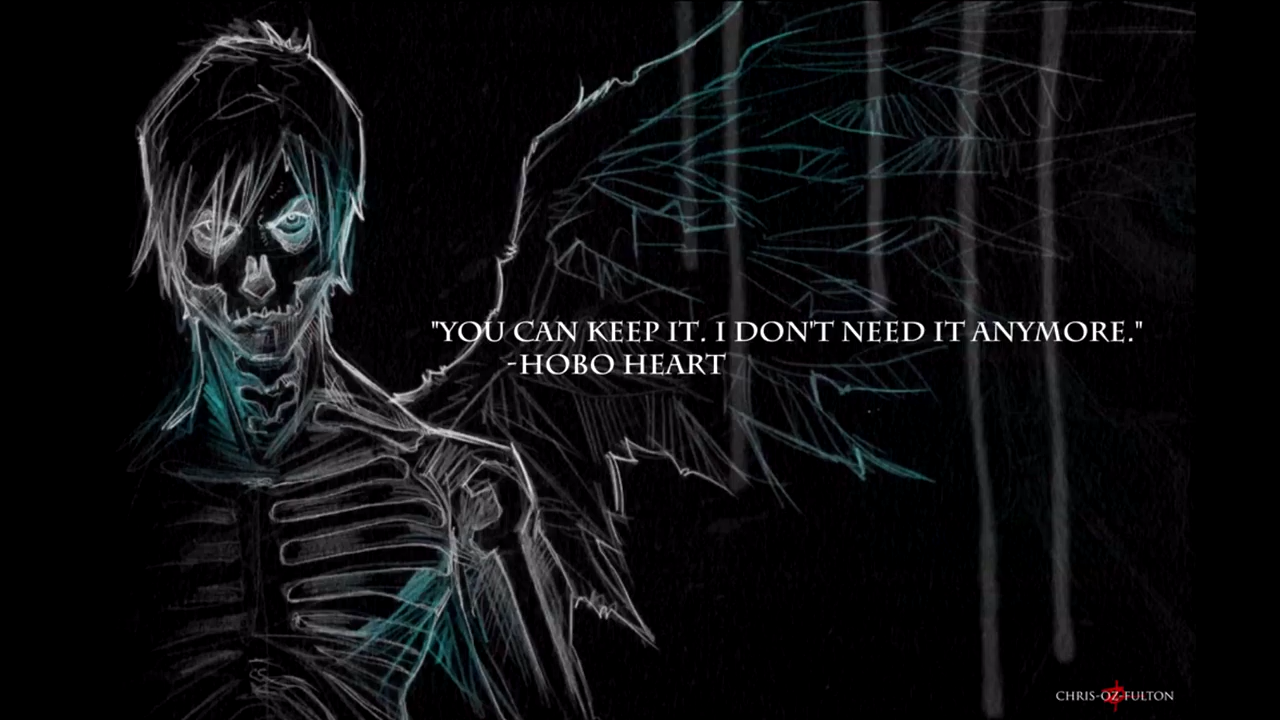 "YOU CAN KEEP IT. I DON'T NEED IT ANYMORE."
-HOBO HEART
CHRIS-OZ-FULTON